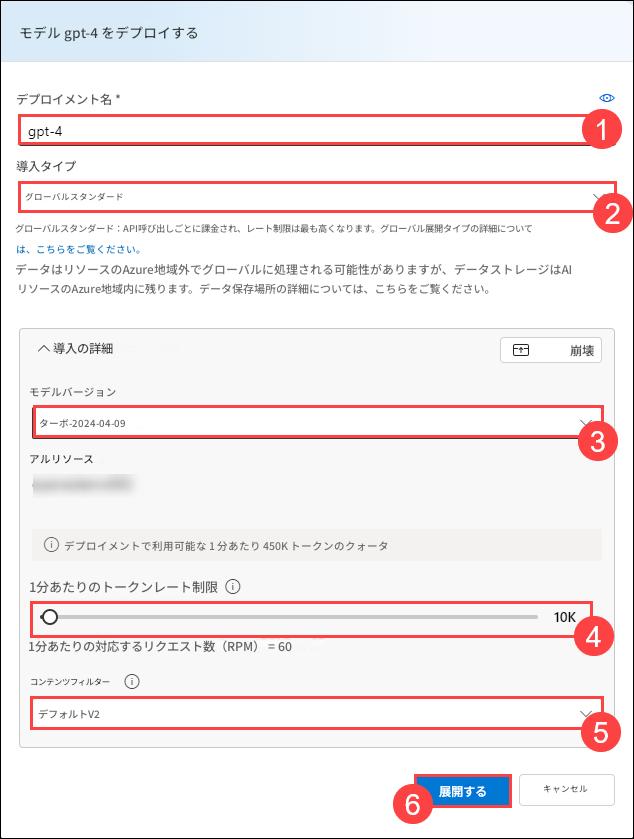 モデル gpt-4 をデプロイする
デプロイメント名 *
gpt-4
1
導入タイプ
グローバルスタンダード
2
グローバルスタンダード：API呼び出しごとに課金され、レート制限は最も高くなります。グローバル展開タイプの詳細について
は、こちらをご覧ください。
データはリソースのAzure地域外でグローバルに処理される可能性がありますが、データストレージはAI
リソースのAzure地域内に残ります。データ保存場所の詳細については、こちらをご覧ください。
導入の詳細
崩壊
モデルバージョン
ターボ-2024-04-09
3
アルリソース
デプロイメントで利用可能な 1 分あたり 450K トークンのクォータ
1分あたりのトークンレート制限
10K
4
1分あたりの対応するリクエスト数（RPM） = 60
コンテンツフィルター
デフォルトV2
5
6
展開する
キャンセル